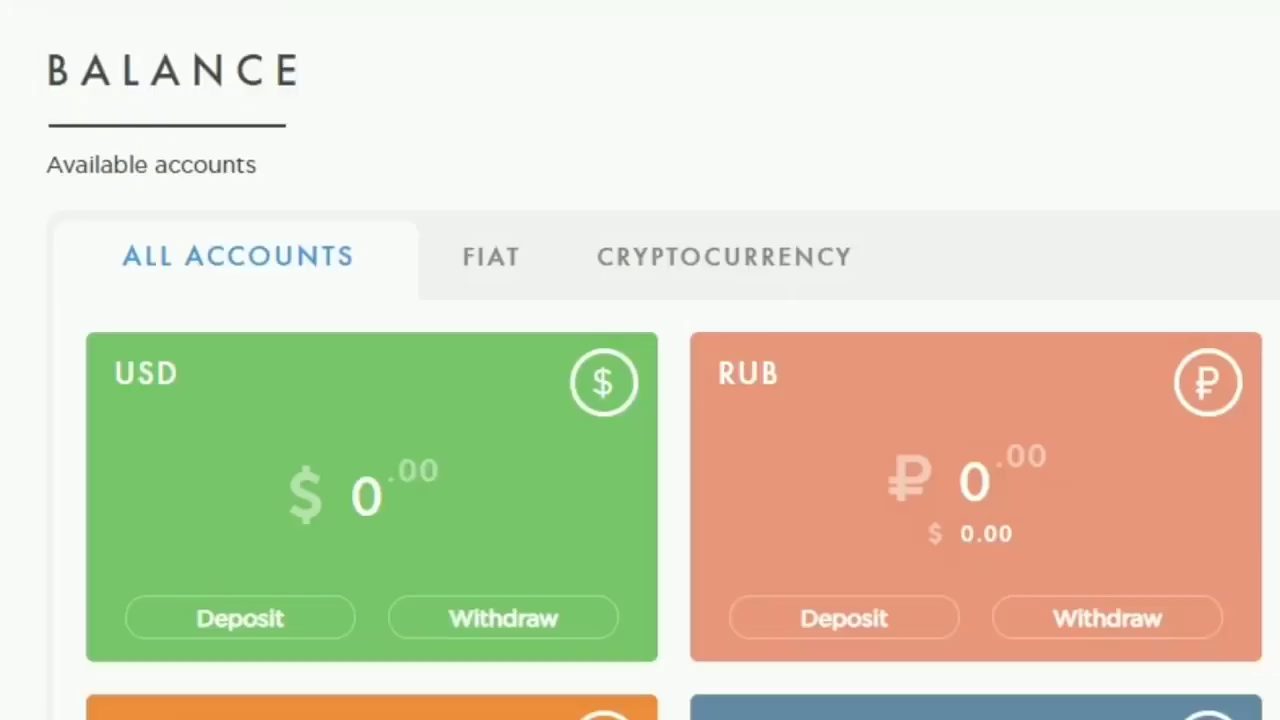 BALANCE
Available accounts
ALL ACCOUNTS FIAT CRYPTOCURRENCY
USD $ RUB ₽
$ 0.00 ₽ 0.00
$ 0.00
Deposit Withdraw Deposit Withdraw